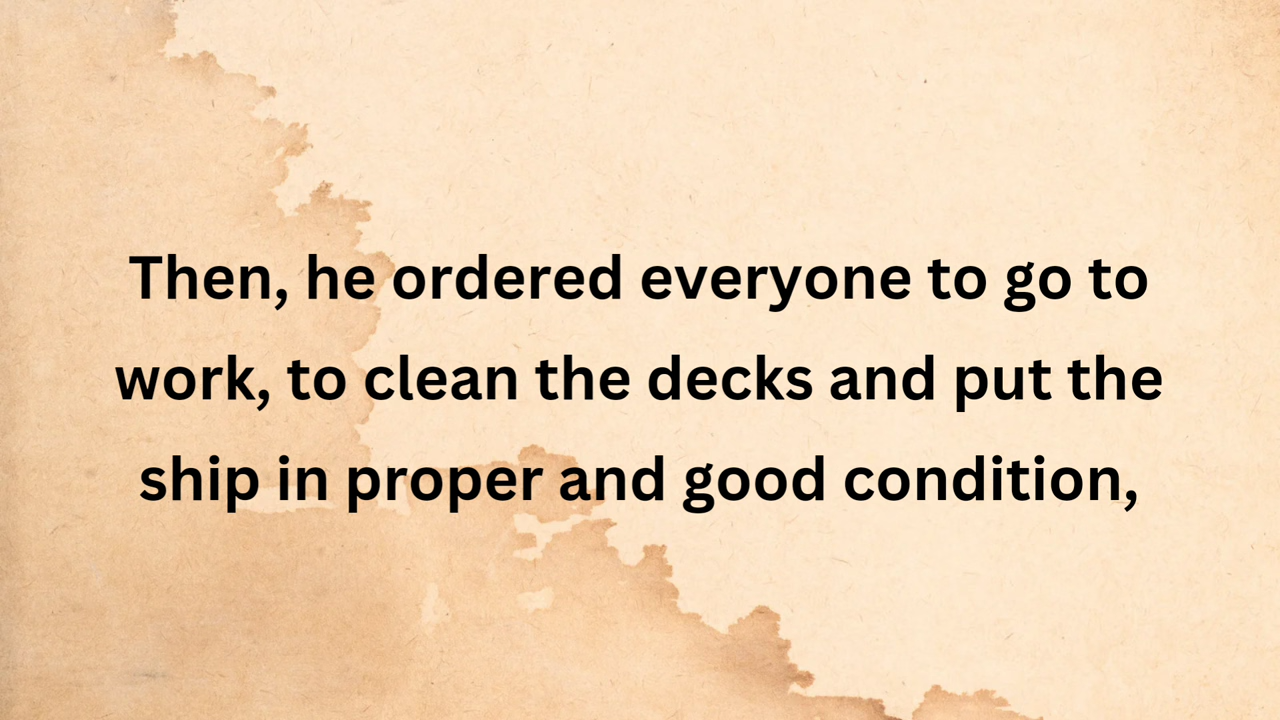 Then, he ordered everyone to go to
work, to clean the decks and put the
ship in proper and good condition,